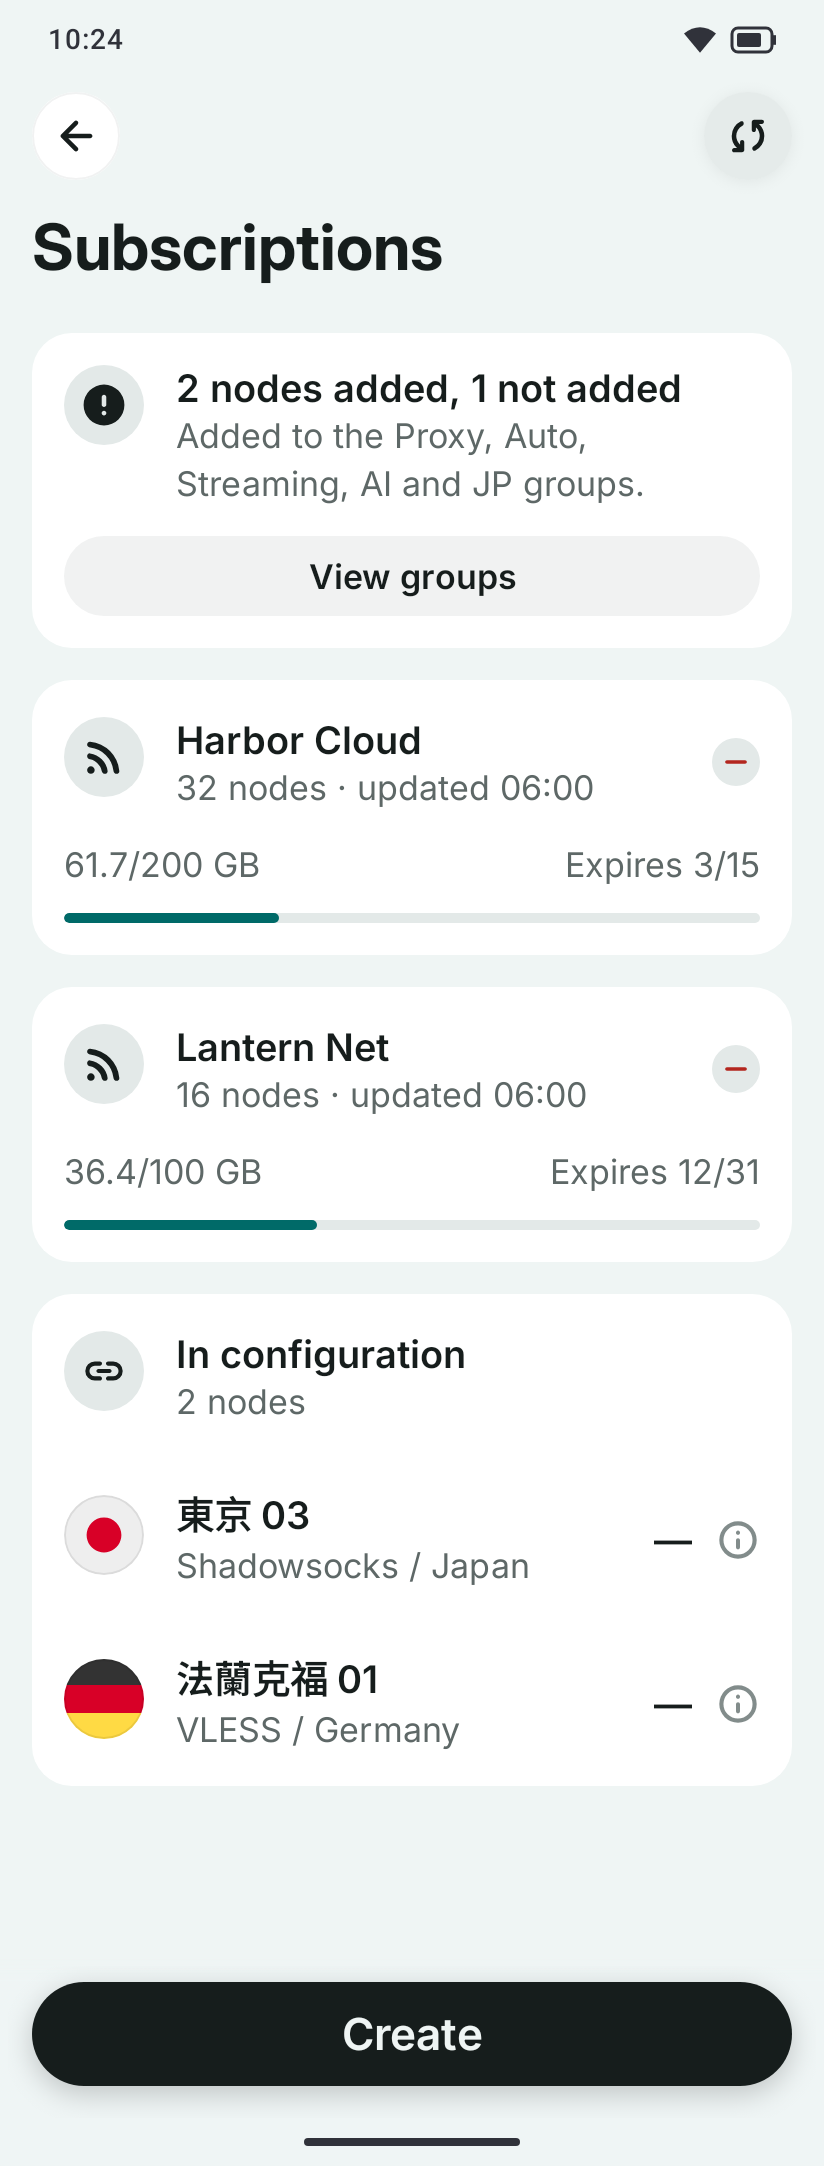 10:24
Subscriptions
2 nodes added, 1 not added
Added to the Proxy, Auto,
Streaming, AI and JP groups.
View groups
Harbor Cloud
32 nodes · updated 06:00
61.7/200 GB
Expires 3/15
Lantern Net
16 nodes · updated 06:00
36.4/100 GB
Expires 12/31
In configuration
2 nodes
東京 03
Shadowsocks / Japan
法蘭克福 01
VLESS / Germany
Create